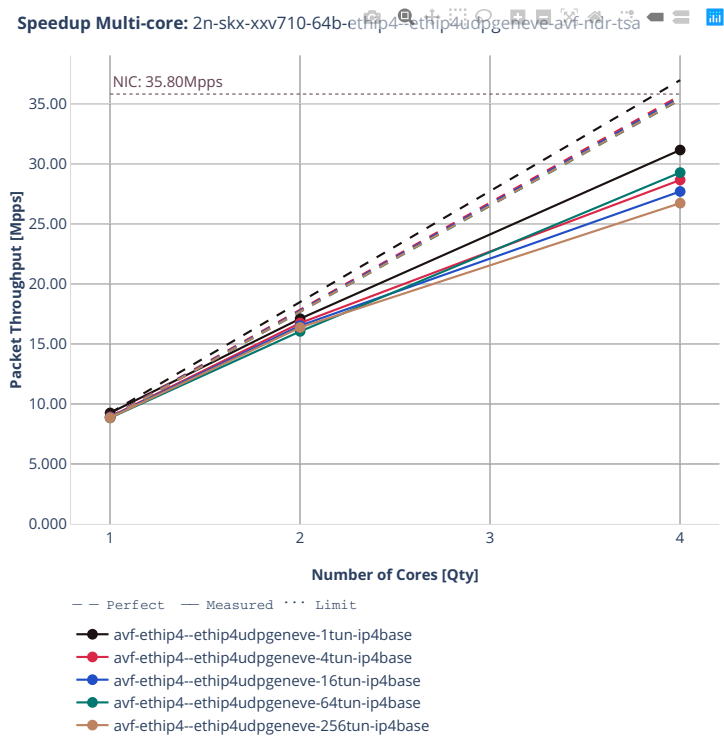 Speedup Multi-core: 2n-skx-xxv710-64b-ethip4--ethip4udpgeneve-avf-ndr-tsa
NIC: 35.80Mpps
35.00
30.00
25.00
20.00
15.00
10.00
5.000
0.000
Packet Throughput [Mpps]
1 2 3 4
Number of Cores [Qty]
Perfect Measured Limit
avf-ethip4--ethip4udpgeneve-1tun-ip4base
avf-ethip4--ethip4udpgeneve-4tun-ip4base
avf-ethip4--ethip4udpgeneve-16tun-ip4base
avf-ethip4--ethip4udpgeneve-64tun-ip4base
avf-ethip4--ethip4udpgeneve-256tun-ip4base